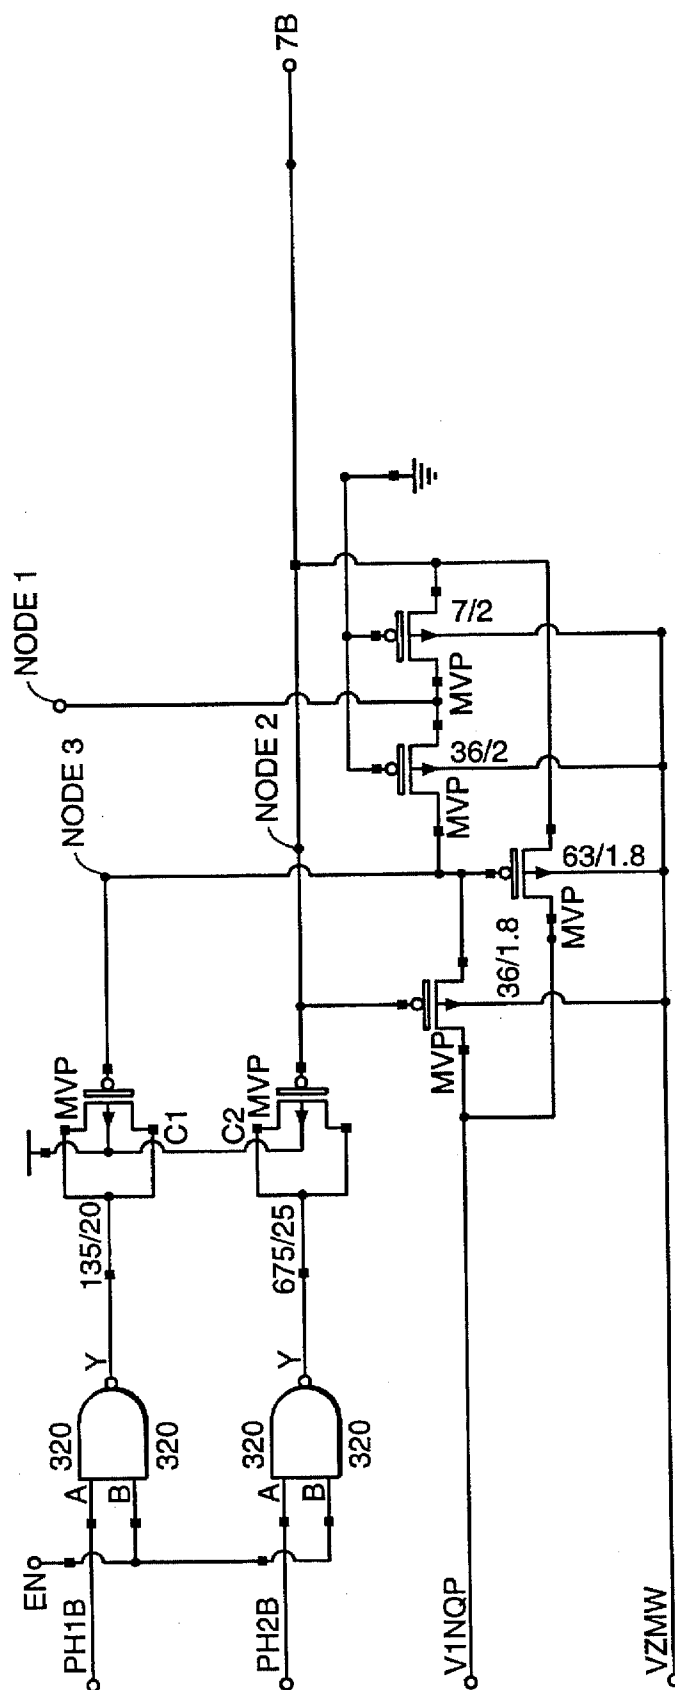 EN
PH1B
PH2B
V1NQP
VZMW
A
B
320
320
Y
A
B
320
320
Y
135/20
675/25
MVP
C1
C2
MVP
NODE 3
NODE 2
NODE 1
MVP
36/1.8
MVP
63/1.8
MVP
36/2
MVP
7/2
7B